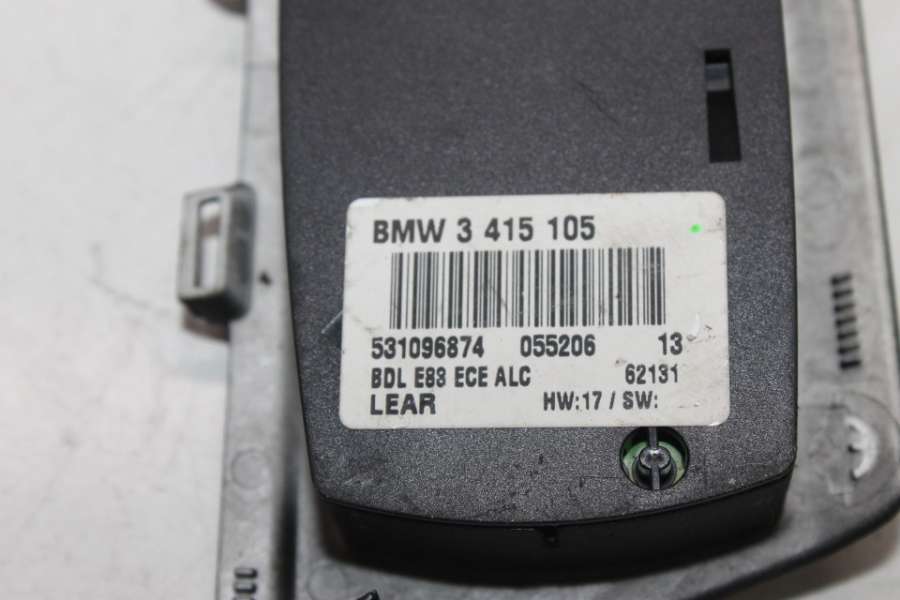 BMW 3 415 105
531096874 055206 13
BDL E83 ECE ALC 62131
LEAR HW:17 / SW: